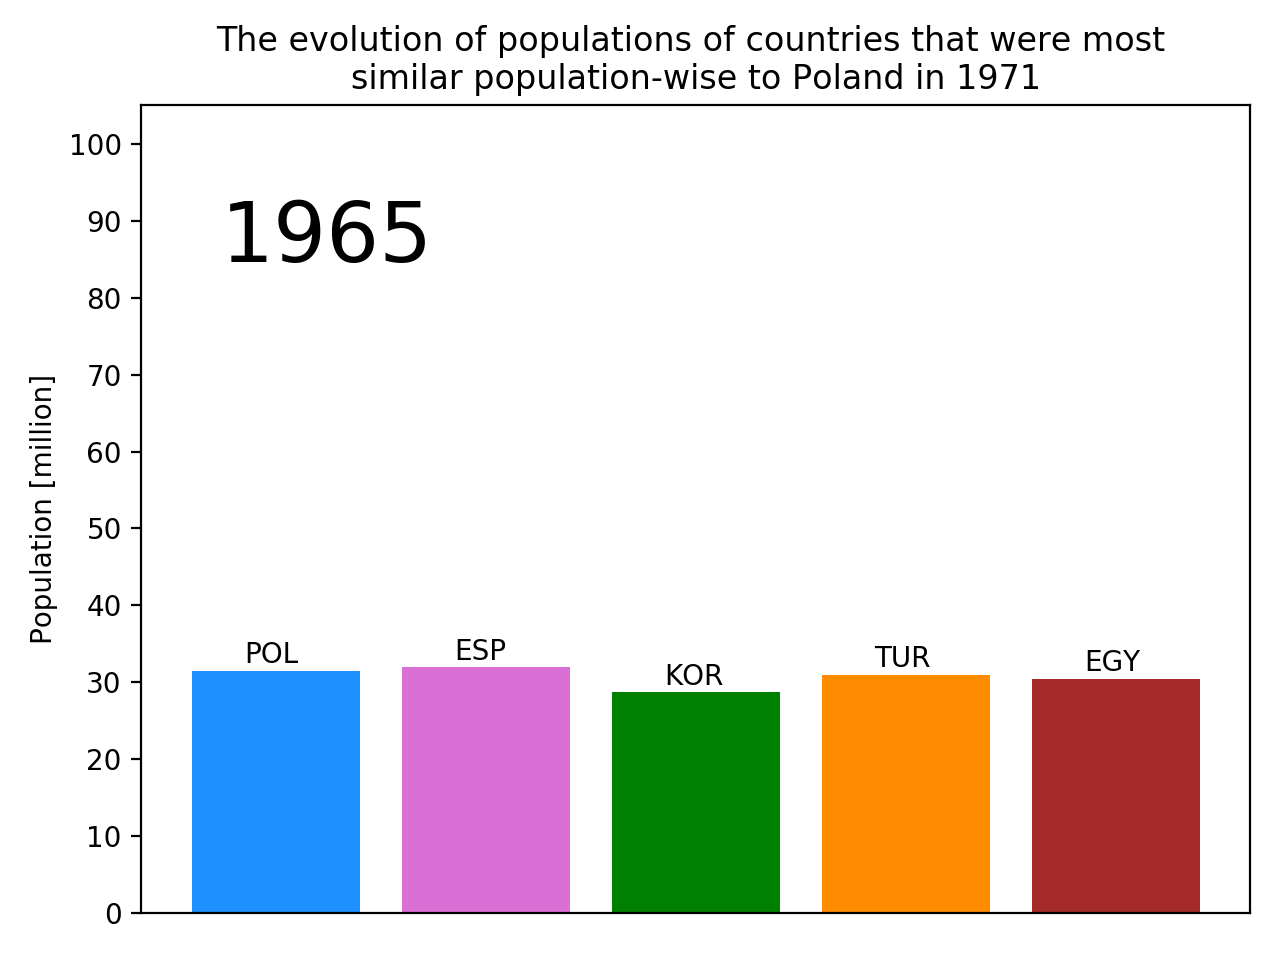 The evolution of populations of countries that were most
similar population-wise to Poland in 1971
1965
Population [million]
100
90
80
70
60
50
40
30
20
10
0
POL
ESP
KOR
TUR
EGY